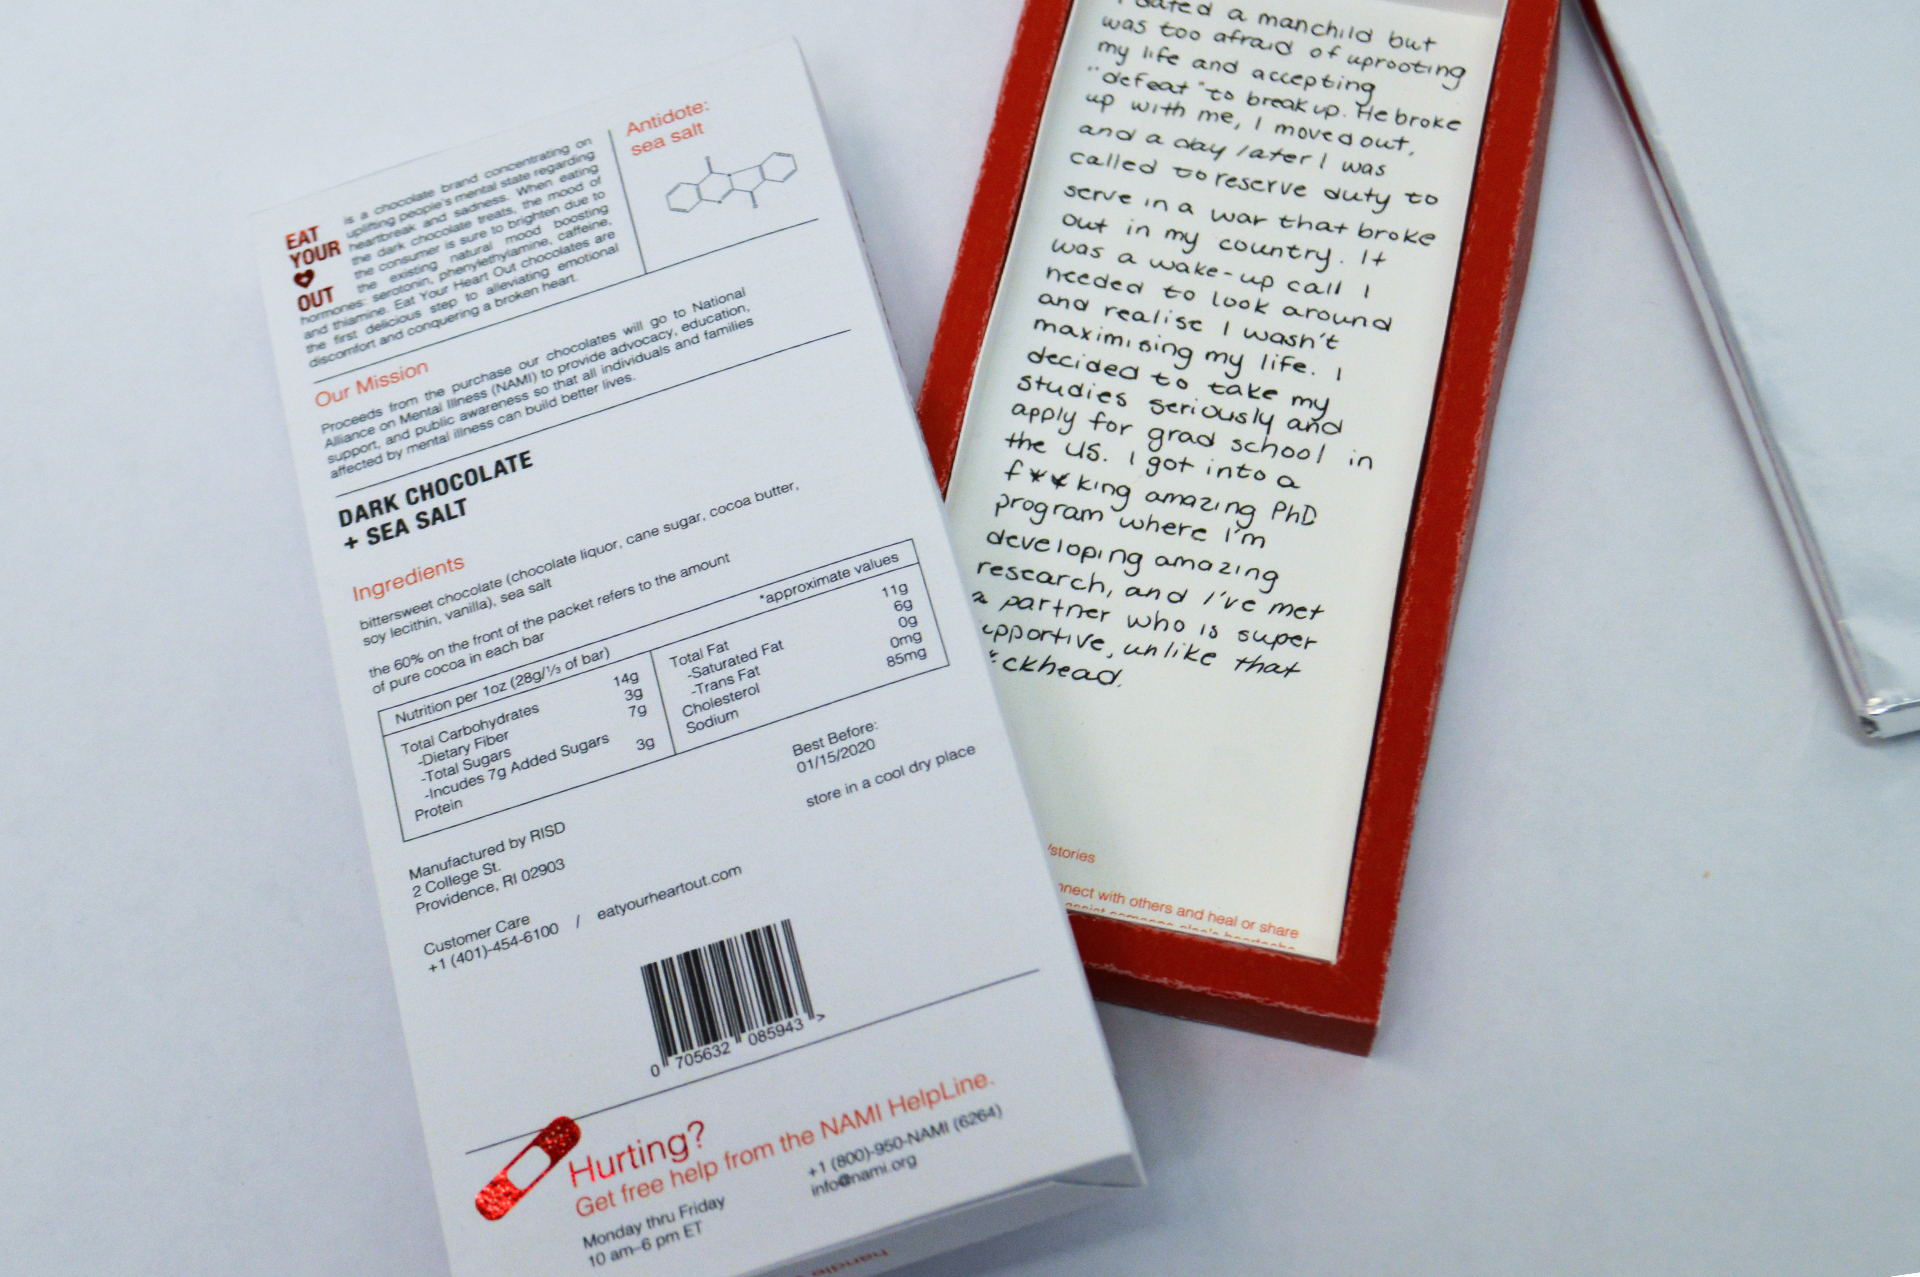 EAT
YOUR
OUT
is a chocolate brand concentrating on
uplifting people's mental state regarding
heartbreak and sadness. When eating
the dark chocolate treats, the mood of
the consumer is sure to brighten due to
the existing natural mood boosting
hormones: serotonin, phenylethylamine, caffeine,
and thiamine. Eat Your Heart Out chocolates are
the first delicious step to alleviating emotional
discomfort and conquering a broken heart.
Antidote:
sea salt
Our Mission
Proceeds from the purchase our chocolates will go to National
Alliance on Mental Illness (NAMI) to provide advocacy, education,
support, and public awareness so that all individuals and families
affected by mental illness can build better lives.
DARK CHOCOLATE
+ SEA SALT
Ingredients
bittersweet chocolate (chocolate liquor, cane sugar, cocoa butter,
soy lecithin, vanilla), sea salt
the 60% on the front of the packet refers to the amount
of pure cocoa in each bar
*approximate values
Nutrition per 1oz (28g/⅓ of bar)
Total Carbohydrates 14g
-Dietary Fiber 3g
-Total Sugars 7g
-Incudes 7g Added Sugars
Protein 3g
Total Fat 11g
-Saturated Fat 6g
-Trans Fat 0g
Cholesterol 0mg
Sodium 85mg
Best Before:
01/15/2020
store in a cool dry place
Manufactured by RISD
2 College St.
Providence, RI 02903
Customer Care
+1 (401)-454-6100 / eatyourheartout.com
0 705632 085943 >
Hurting?
Get free help from the NAMI HelpLine.
Monday thru Friday
10 am–6 pm ET
+1 (800)-950-NAMI (6264)
info@nami.org
handle
I dated a manchild but
was too afraid of uprooting
my life and accepting
"defeat" to break up. He broke
up with me, I moved out,
and a day later I was
called to reserve duty to
serve in a war that broke
out in my country. It
was a wake-up call I
needed to look around
and realise I wasn't
maximising my life. I
decided to take my
studies seriously and
apply for grad school in
the US. I got into a
f**king amazing PhD
program where I'm
developing amazing
research, and I've met
a partner who is super
upportive, unlike that
*ckhead.
/stories
nnect with others and heal or share